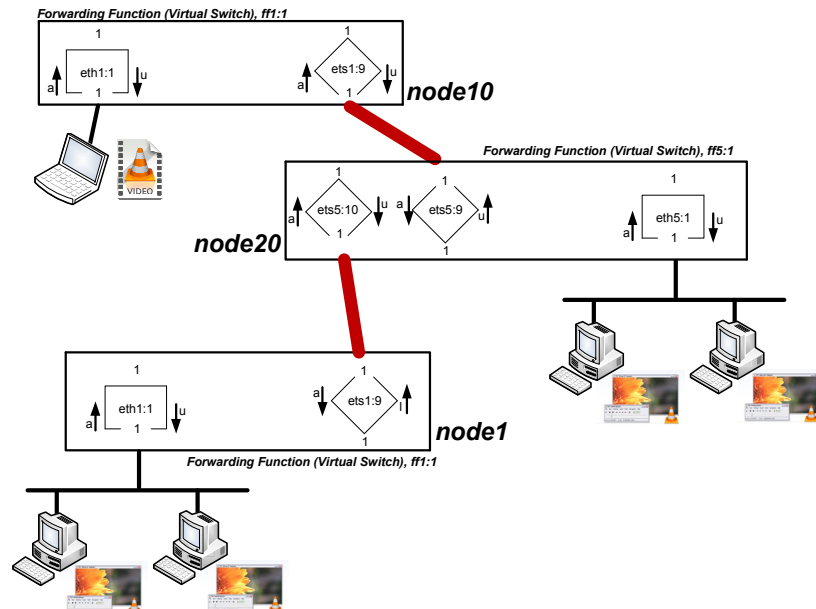 Forwarding Function (Virtual Switch), ff1:1
1
eth1:1
a
u
1
1
ets1:9
a
u
1
node10
VIDEO
Forwarding Function (Virtual Switch), ff5:1
1
ets5:10
a
u
1
1
a
ets5:9
u
1
1
eth5:1
a
u
1
node20
1
eth1:1
a
u
1
1
a
ets1:9
l
1
node1
Forwarding Function (Virtual Switch), ff1:1